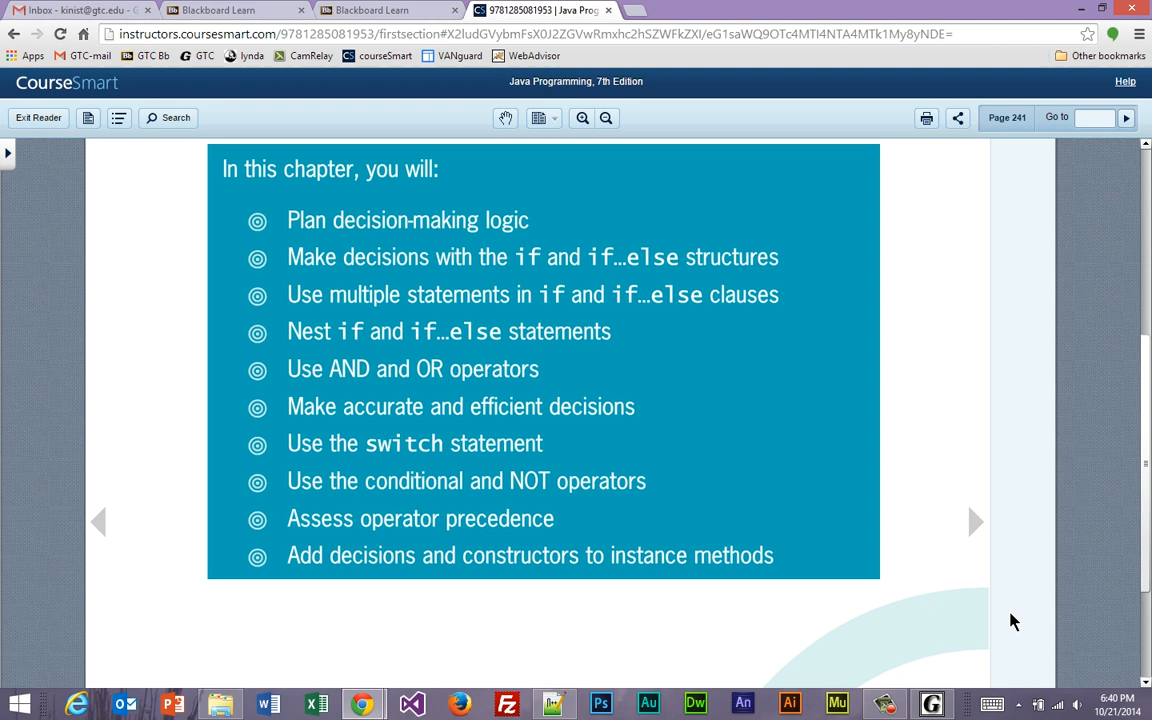 Inbox - kinist@gtc.edu - G
Blackboard Learn
Blackboard Learn
9781285081953 | Java Prog
instructors.coursesmart.com/9781285081953/firstsection#
Apps
GTC-mail
GTC Bb
GTC
lynda
CamRelay
courseSmart
VANguard
WebAdvisor
Other bookmarks
CourseSmart
Java Programming, 7th Edition
Help
Exit Reader
Search
Page 241
Go to
In this chapter, you will:
Plan decision-making logic
Make decisions with the if and if…else structures
Use multiple statements in if and if…else clauses
Nest if and if…else statements
Use AND and OR operators
Make accurate and efficient decisions
Use the switch statement
Use the conditional and NOT operators
Assess operator precedence
Add decisions and constructors to instance methods
6:40 PM
10/21/2014